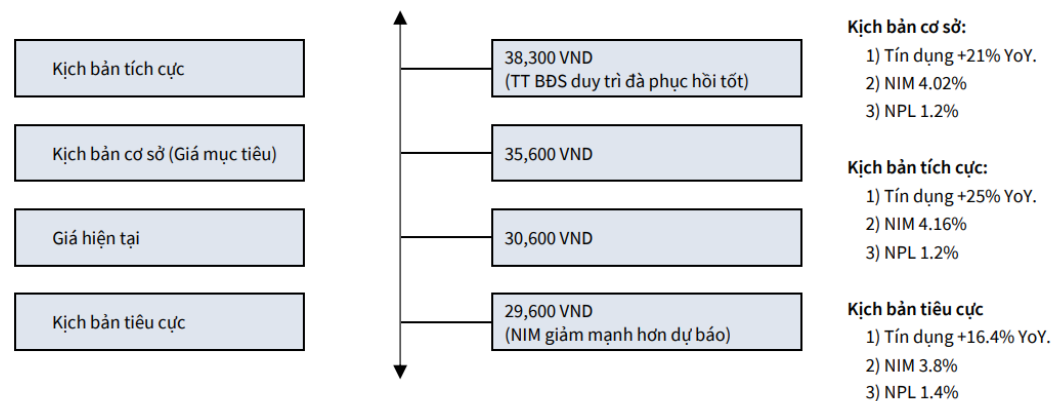 Kịch bản tích cực
38,300 VND
(TT BĐS duy trì đà phục hồi tốt)
Kịch bản cơ sở (Giá mục tiêu)
35,600 VND
Giá hiện tại
30,600 VND
Kịch bản tiêu cực
29,600 VND
(NIM giảm mạnh hơn dự báo)
Kịch bản cơ sở:
1) Tín dụng +21% YoY.
2) NIM 4.02%
3) NPL 1.2%
Kịch bản tích cực:
1) Tín dụng +25% YoY.
2) NIM 4.16%
3) NPL 1.2%
Kịch bản tiêu cực
1) Tín dụng +16.4% YoY.
2) NIM 3.8%
3) NPL 1.4%